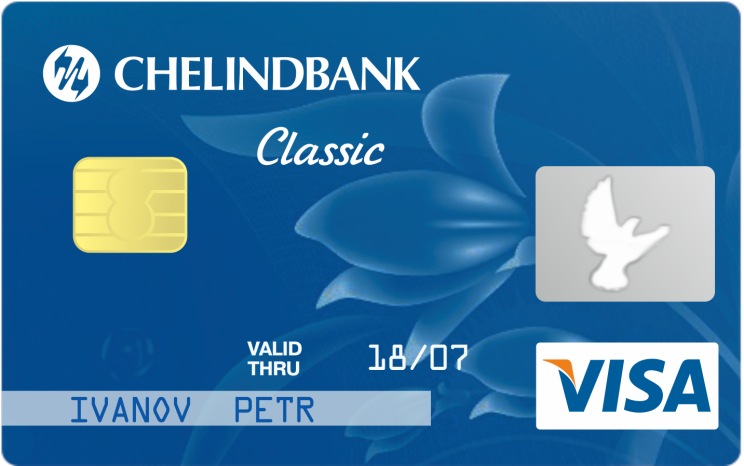 CHELINDBANK
Classic
VALID
THRU 18/07
IVANOV PETR
VISA